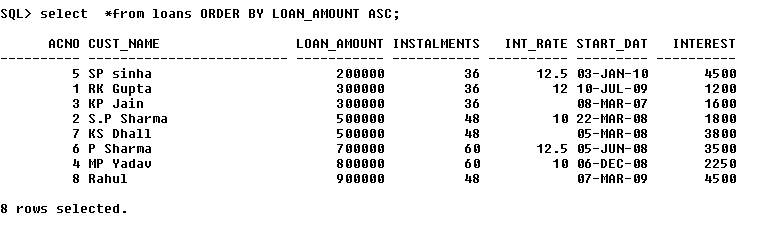 SQL> select  *from loans ORDER BY LOAN_AMOUNT ASC;
      ACNO CUST_NAME                 LOAN_AMOUNT INSTALMENTS   INT_RATE START_DAT   INTEREST
---------- ------------------------- ----------- ----------- ---------- --------- ----------
         5 SP sinha                       200000          36       12.5 03-JAN-10       4500
         1 RK Gupta                       300000          36         12 10-JUL-09       1200
         3 KP Jain                        300000          36            08-MAR-07       1600
         2 S.P Sharma                     500000          48         10 22-MAR-08       1800
         7 KS Dhall                       500000          48            05-MAR-08       3800
         6 P Sharma                       700000          60       12.5 05-JUN-08       3500
         4 MP Yadav                       800000          60         10 06-DEC-08       2250
         8 Rahul                          900000          48            07-MAR-09       4500
8 rows selected.